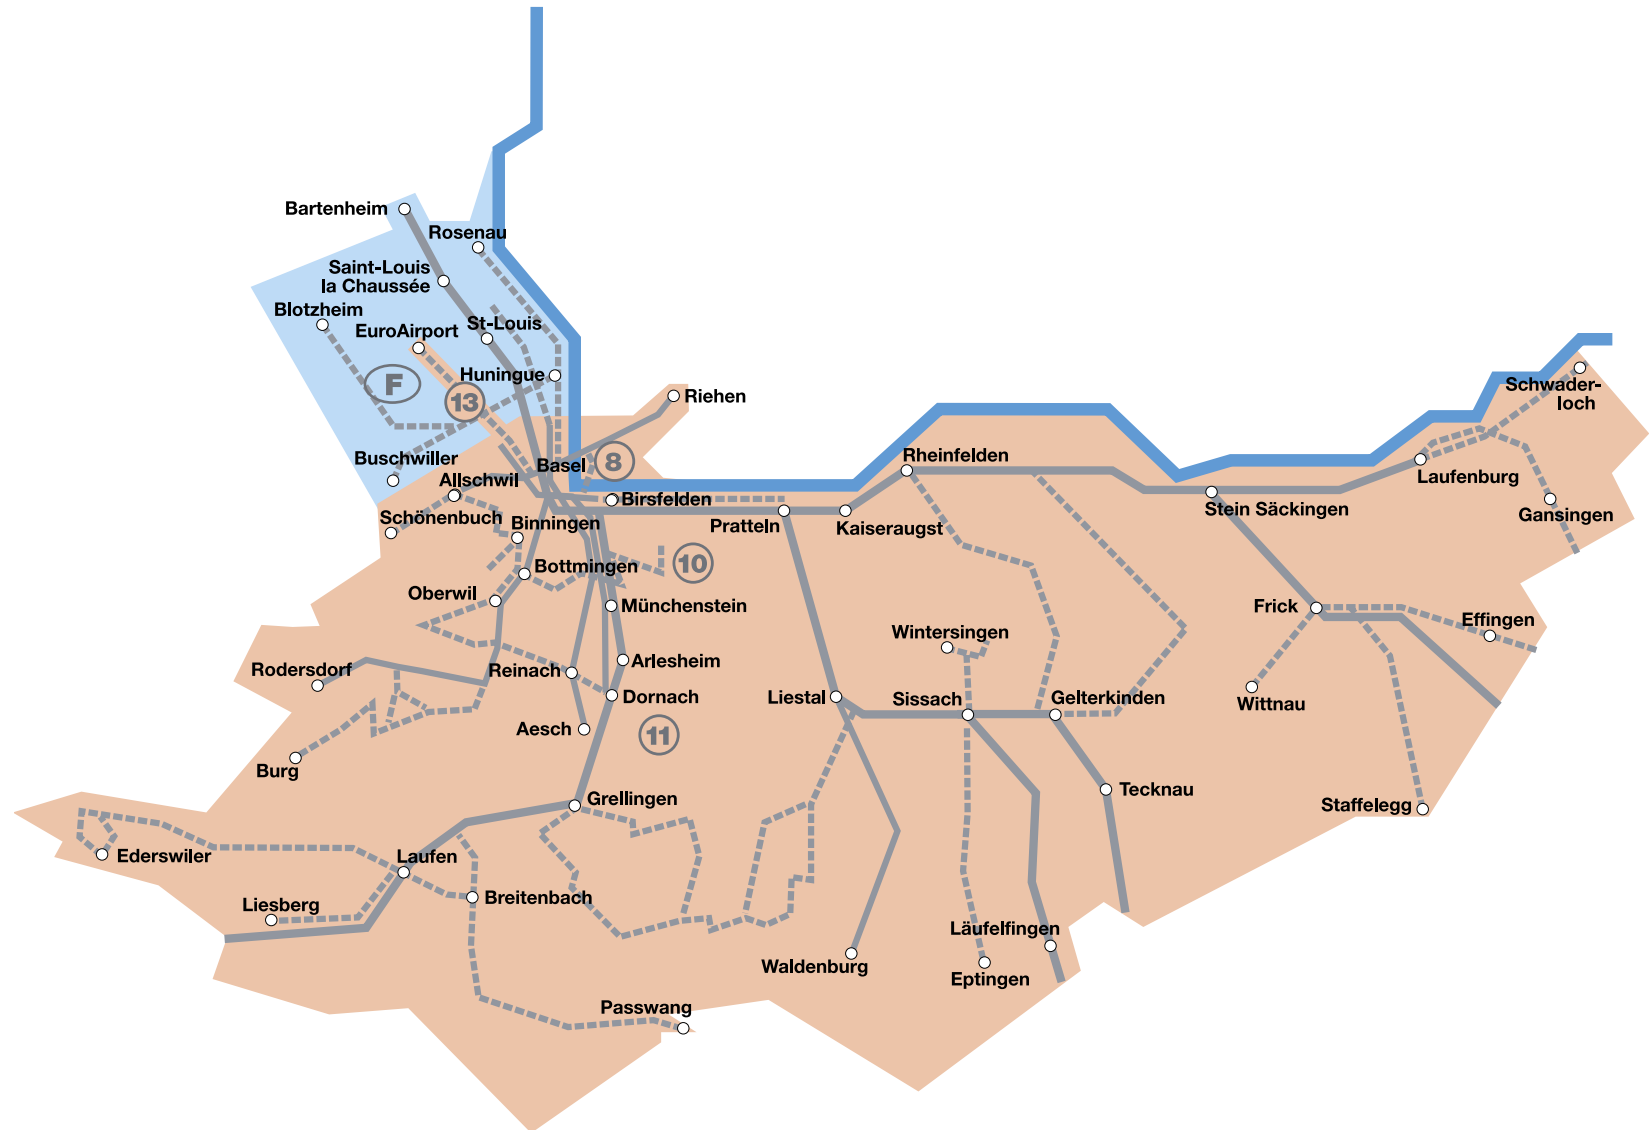 Bartenheim
Rosenau
Saint-Louis
la Chaussée
Blotzheim
EuroAirport
St-Louis
Huningue
F
13
Riehen
Schwader-
loch
Buschwiller
Basel
8
Rheinfelden
Allschwil
Birsfelden
Laufenburg
Schönenbuch
Binningen
Pratteln
Kaiseraugst
Stein Säckingen
Gansingen
Bottmingen
10
Oberwil
Münchenstein
Frick
Effingen
Wintersingen
Rodersdorf
Reinach
Arlesheim
Dornach
Liestal
Sissach
Gelterkinden
Wittnau
Aesch
11
Burg
Grellingen
Tecknau
Staffelegg
Ederswiler
Laufen
Liesberg
Breitenbach
Läufelfingen
Waldenburg
Eptingen
Passwang